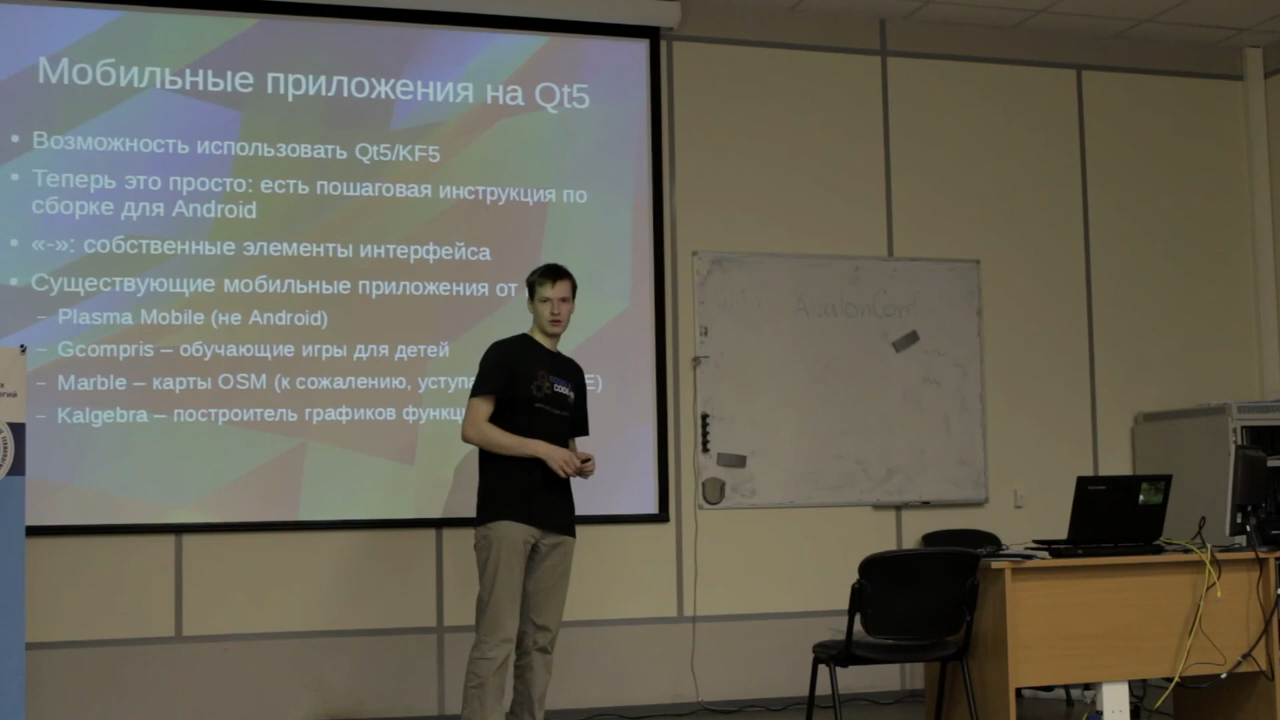 Мобильные приложения на Qt5
• Возможность использовать Qt5/KF5
• Теперь это просто: есть пошаговая инструкция по
сборке для Android
• «-»: собственные элементы интерфейса
• Существующие мобильные приложения от
– Plasma Mobile (не Android)
– Gcompris – обучающие игры для детей
– Marble – карты OSM (к сожалению,
– Kalgebra – построитель графиков
WiFi AvalonConf